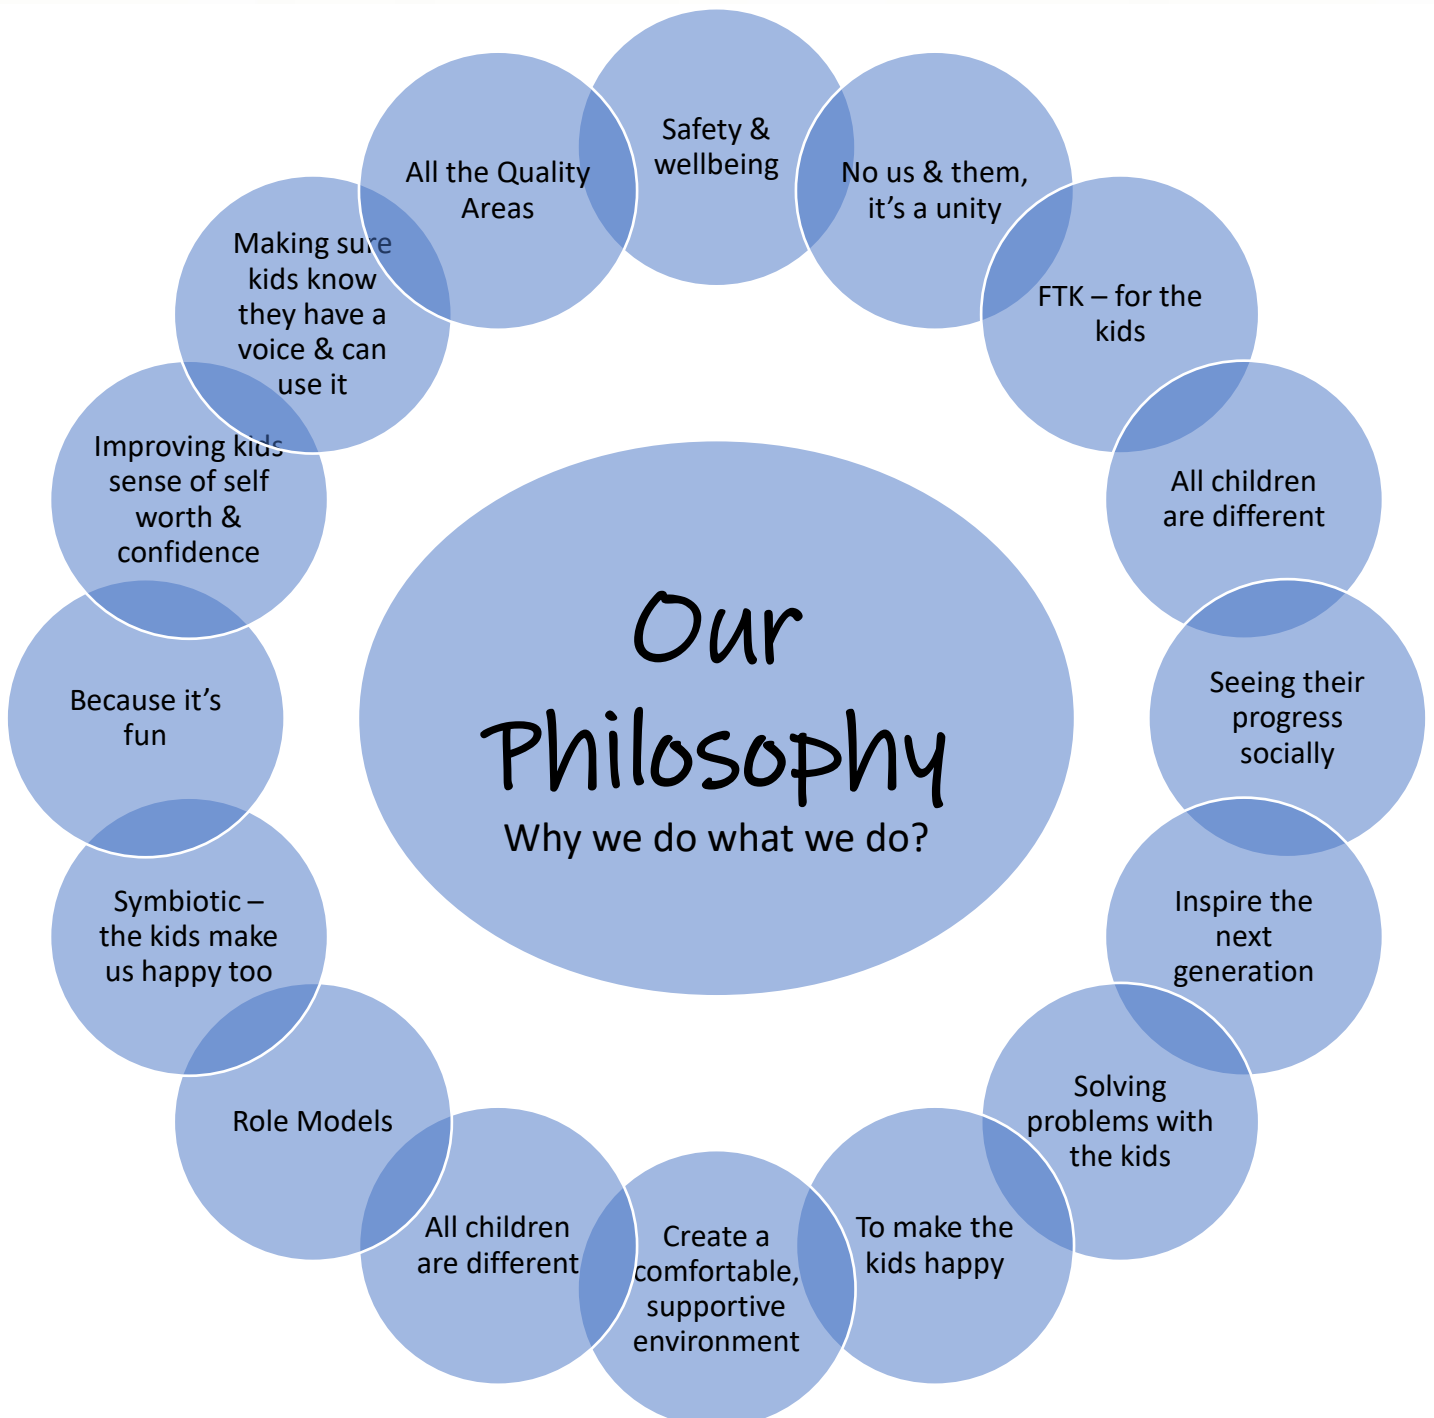 Safety &
wellbeing
No us & them,
it’s a unity
FTK – for the
kids
All children
are different
Seeing their
progress
socially
Inspire the
next
generation
Solving
problems with
the kids
To make the
kids happy
Create a
comfortable,
supportive
environment
All children
are different
Role Models
Symbiotic –
the kids make
us happy too
Because it’s
fun
Improving kids
sense of self
worth &
confidence
Making sure
kids know
they have a
voice & can
use it
All the Quality
Areas
Our
Philosophy
Why we do what we do?